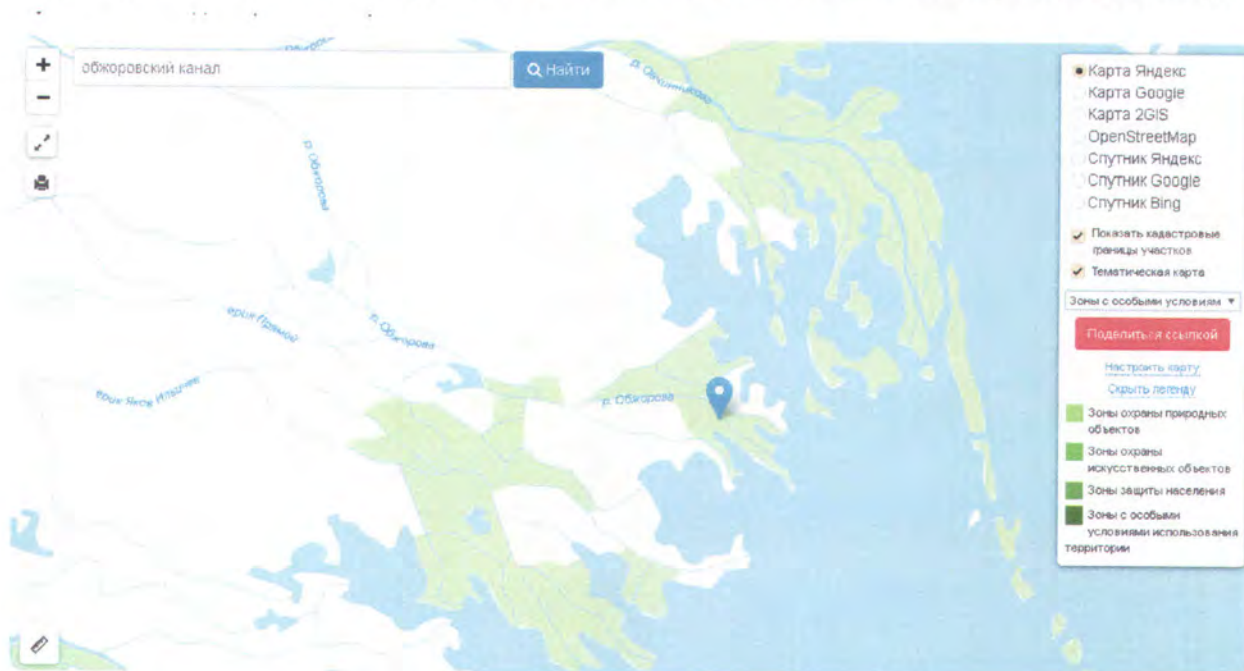 обжоровский канал
Найти
р. Овчинникова
р. Обжорова
ерик Прямой
р. Обжорова
ерик Яков Ильичев
р. Обжорова
Карта Яндекс
Карта Google
Карта 2GIS
OpenStreetMap
Спутник Яндекс
Спутник Google
Спутник Bing
Показать кадастровые
границы участков
Тематическая карта
Зоны с особыми условиям
Поделиться ссылкой
Настроить карту
Скрыть легенду
Зоны охраны природных
объектов
Зоны охраны
искусственных объектов
Зоны защиты населения
Зоны с особыми
условиями использования
территории